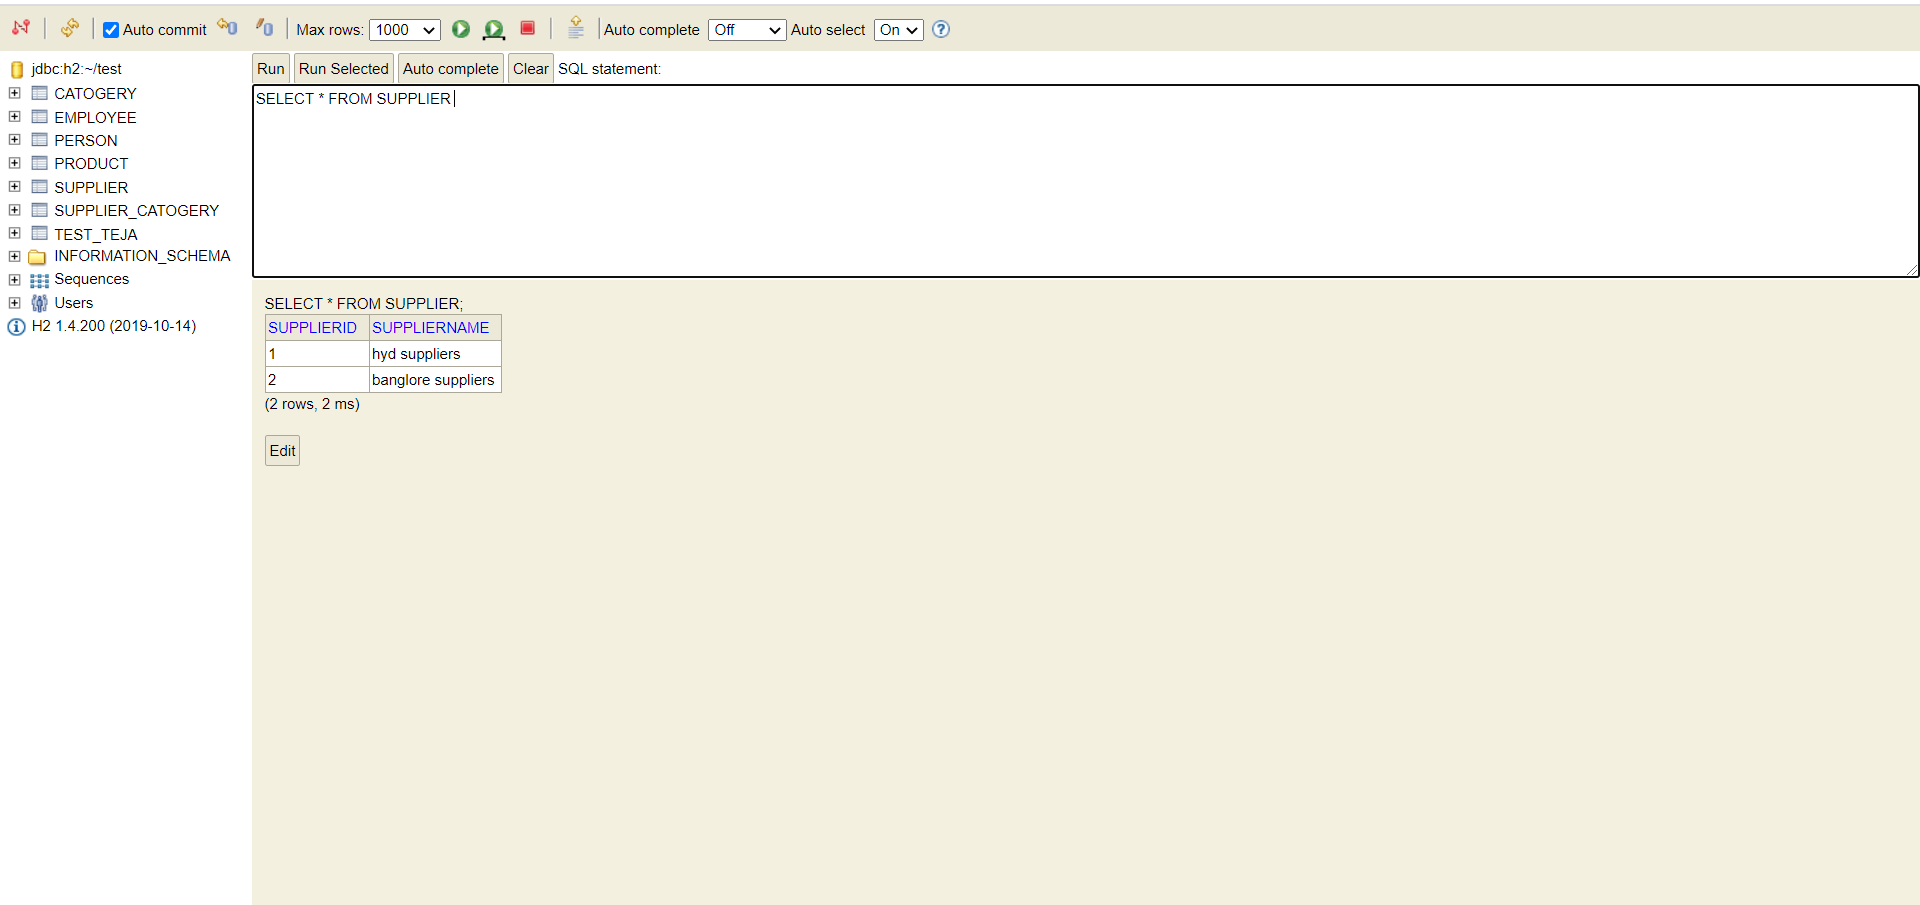 Auto commit Max rows: 1000 Auto complete Off Auto select On ?
jdbc:h2:~/test
CATOGERY
EMPLOYEE
PERSON
PRODUCT
SUPPLIER
SUPPLIER_CATOGERY
TEST_TEJA
INFORMATION_SCHEMA
Sequences
Users
H2 1.4.200 (2019-10-14)
Run Run Selected Auto complete Clear SQL statement:
SELECT * FROM SUPPLIER
SELECT * FROM SUPPLIER;
SUPPLIERID SUPPLIERNAME
1 hyd suppliers
2 banglore suppliers
(2 rows, 2 ms)
Edit